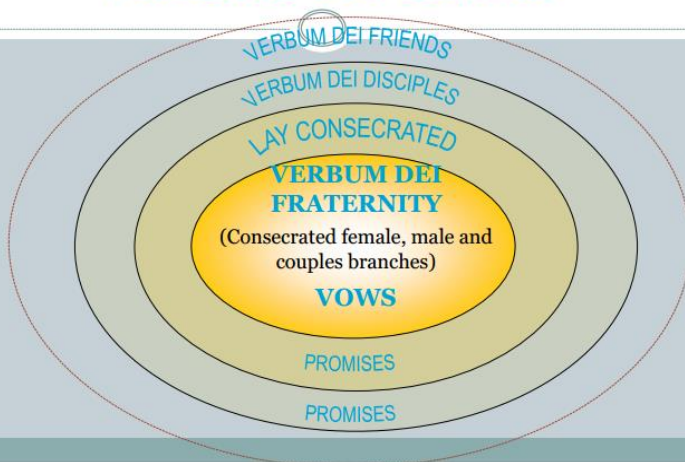 VERBUM DEI FRIENDS
VERBUM DEI DISCIPLES
LAY CONSECRATED
VERBUM DEI
FRATERNITY
(Consecrated female, male and
couples branches)
VOWS
PROMISES
PROMISES